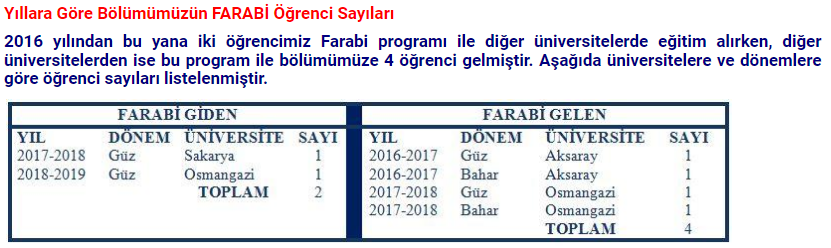 Yıllara Göre Bölümümüzün FARABİ Öğrenci Sayıları
2016 yılından bu yana iki öğrencimiz Farabi programı ile diğer üniversitelerde eğitim alırken, diğer
üniversitelerden ise bu program ile bölümümüze 4 öğrenci gelmiştir. Aşağıda üniversitelere ve dönemlere
göre öğrenci sayıları listelenmiştir.
FARABİ GİDEN
YIL DÖNEM ÜNİVERSİTE SAYI
2017-2018 Güz Sakarya 1
2018-2019 Güz Osmangazi 1
TOPLAM 2
FARABİ GELEN
YIL DÖNEM ÜNİVERSİTE SAYI
2016-2017 Güz Aksaray 1
2016-2017 Bahar Aksaray 1
2017-2018 Güz Osmangazi 1
2017-2018 Bahar Osmangazi 1
TOPLAM 4